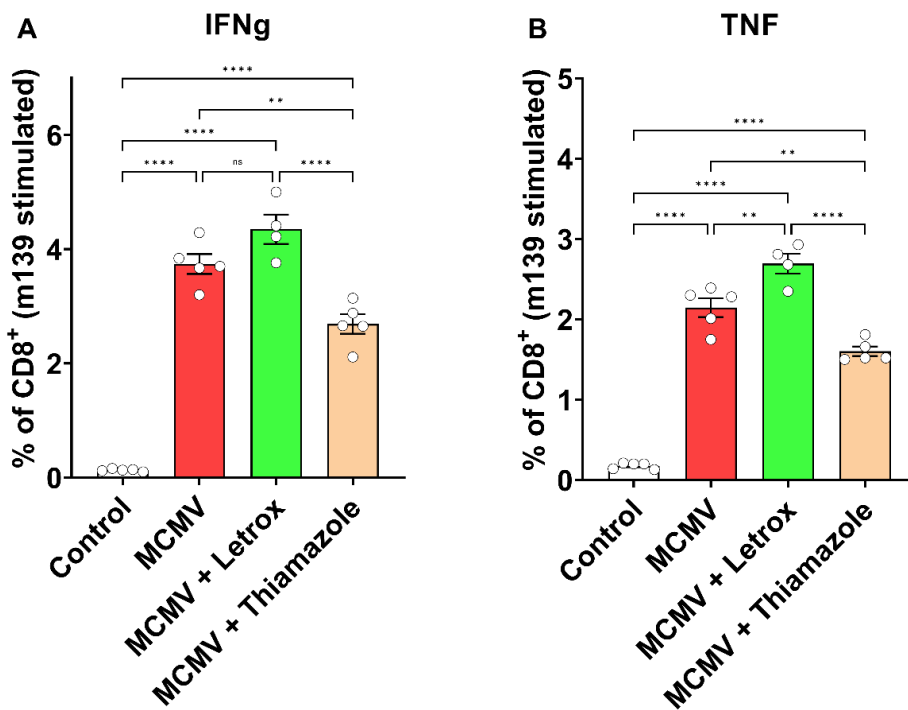 A
IFNg
% of CD8⁺ (m139 stimulated)
6
4
2
0
****
**
****
****
ns
****
Control
MCMV
MCMV + Letrox
MCMV + Thiamazole
B
TNF
% of CD8⁺ (m139 stimulated)
5
4
3
2
1
0
****
**
****
****
**
****
Control
MCMV
MCMV + Letrox
MCMV + Thiamazole